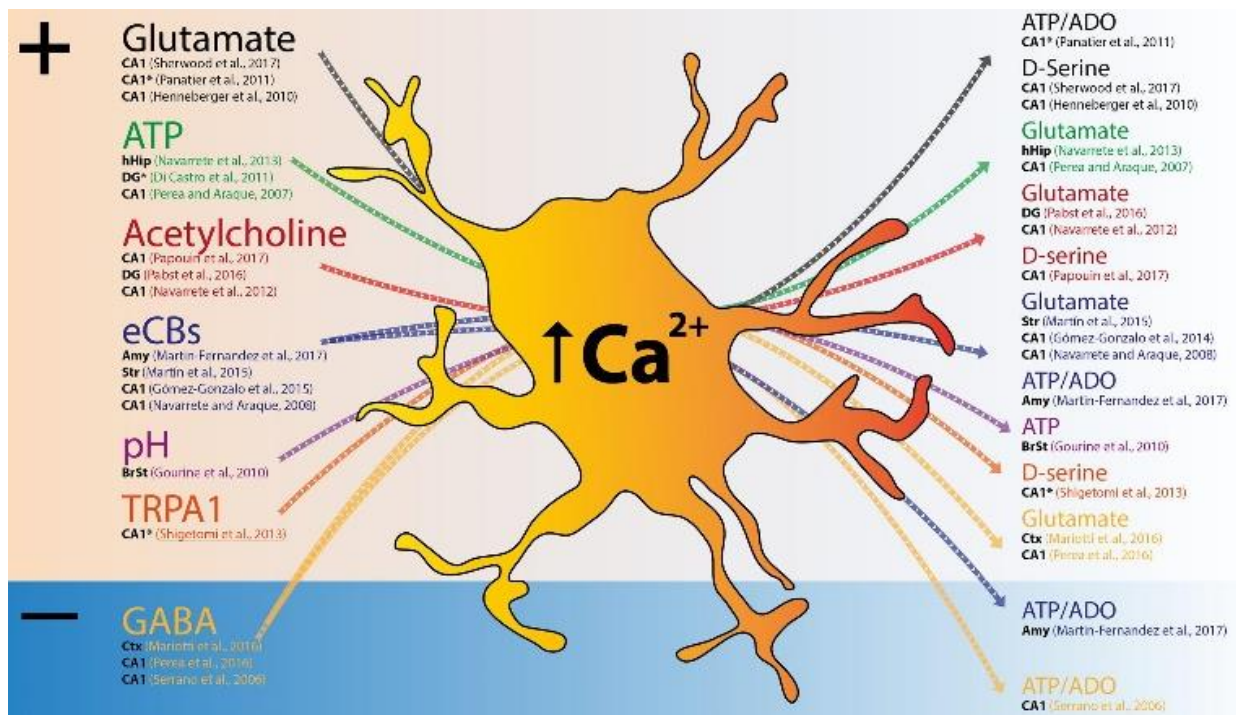 +
Glutamate
CA1 (Sherwood et al., 2017)
CA1* (Panatier et al., 2011)
CA1 (Henneberger et al., 2010)
ATP
hHip (Navarrete et al., 2013)
DG* (Di Castro et al., 2011)
CA1 (Perea and Araque, 2007)
Acetylcholine
CA1 (Papouin et al., 2017)
DG (Pabst et al., 2016)
CA1 (Navarrete et al., 2012)
eCBs
Amy (Martin-Fernandez et al., 2017)
Str (Martín et al., 2015)
CA1 (Gómez-Gonzalo et al., 2015)
CA1 (Navarrete and Araque, 2008)
pH
BrSt (Gourine et al., 2010)
TRPA1
CA1* (Shigetomi et al., 2013)
−
GABA
Ctx (Mariotti et al., 2016)
CA1 (Perea et al., 2016)
CA1 (Serrano et al., 2006)
↑Ca2+
ATP/ADO
CA1* (Panatier et al., 2011)
D-Serine
CA1 (Sherwood et al., 2017)
CA1 (Henneberger et al., 2010)
Glutamate
hHip (Navarrete et al., 2013)
CA1 (Perea and Araque, 2007)
Glutamate
DG (Pabst et al., 2016)
CA1 (Navarrete et al., 2012)
D-serine
CA1 (Papouin et al., 2017)
Glutamate
Str (Martín et al., 2015)
CA1 (Gómez-Gonzalo et al., 2014)
CA1 (Navarrete and Araque, 2008)
ATP/ADO
Amy (Martin-Fernandez et al., 2017)
ATP
BrSt (Gourine et al., 2010)
D-serine
CA1* (Shigetomi et al., 2013)
Glutamate
Ctx (Mariotti et al., 2016)
CA1 (Perea et al., 2016)
ATP/ADO
Amy (Martin-Fernandez et al., 2017)
ATP/ADO
CA1 (Serrano et al., 2006)